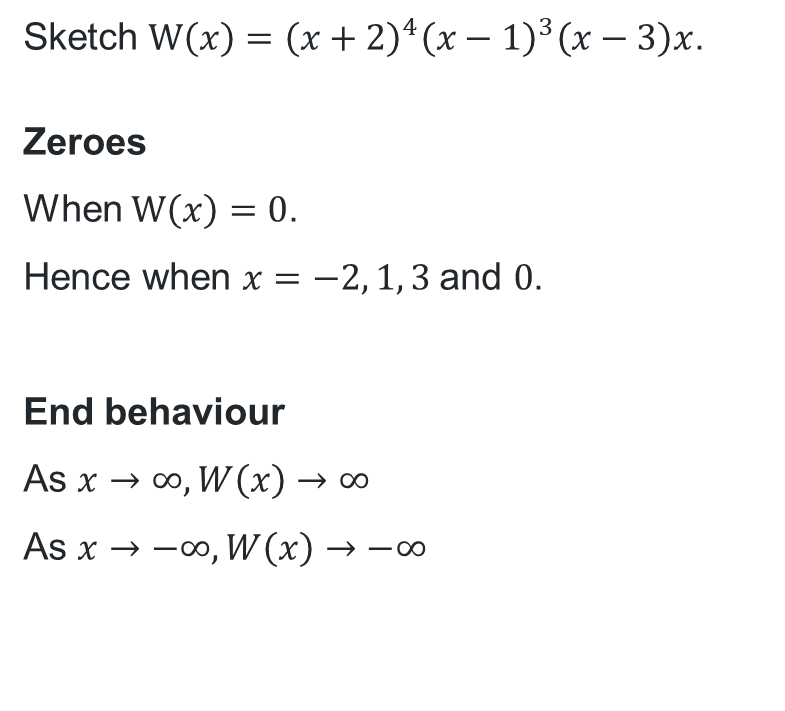 Sketch W(x) = (x + 2)⁴(x − 1)³(x − 3)x.
Zeroes
When W(x) = 0.
Hence when x = −2, 1, 3 and 0.
End behaviour
As x → ∞, W(x) → ∞
As x → −∞, W(x) → −∞